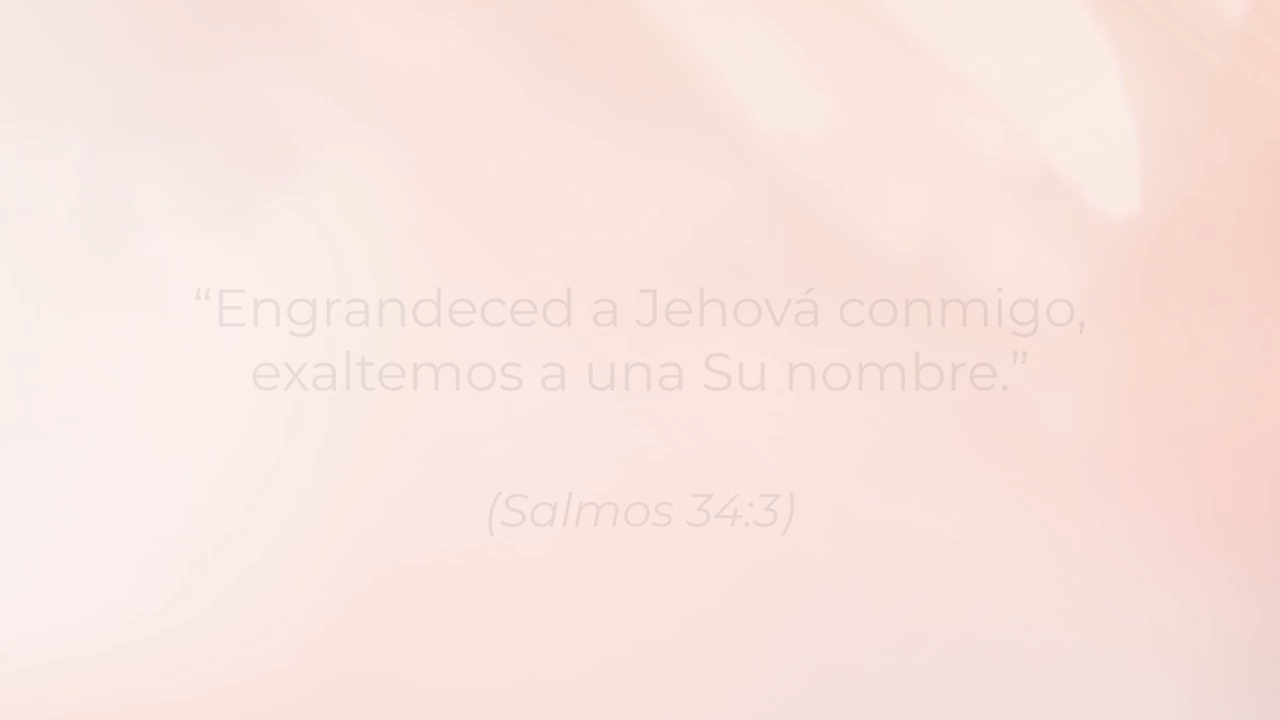 “Engrandeced a Jehová conmigo,
exaltemos a una Su nombre.”
(Salmos 34:3)